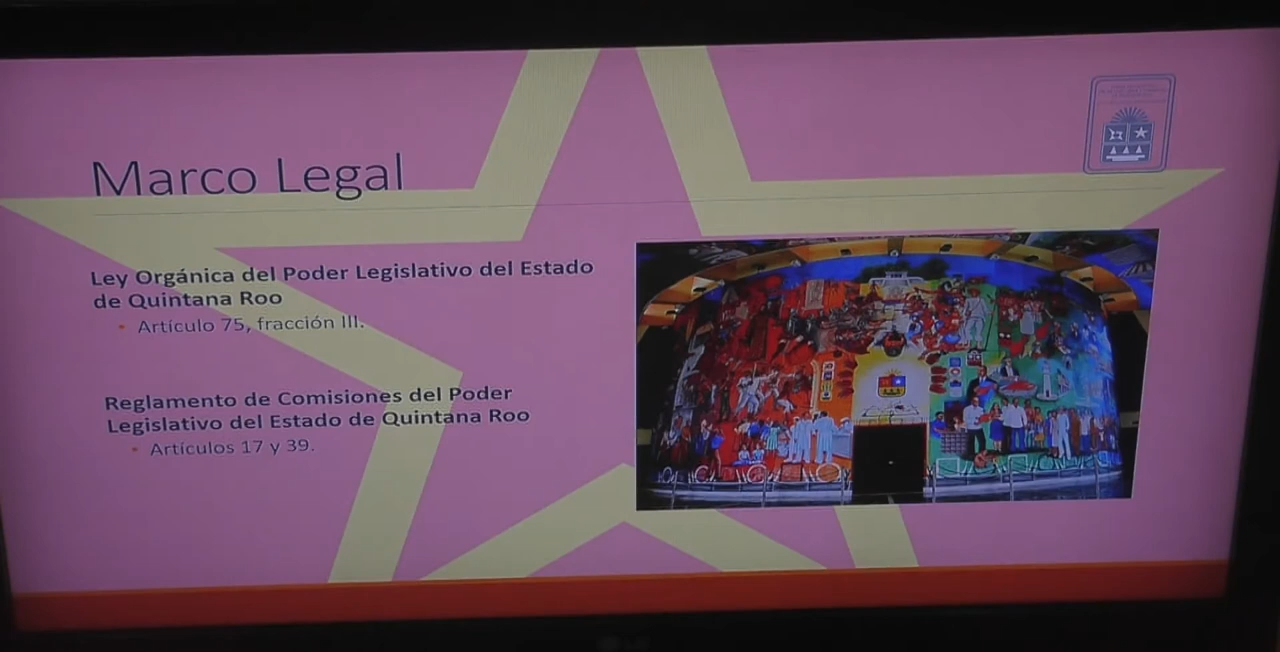 Marco Legal
Ley Orgánica del Poder Legislativo del Estado
de Quintana Roo
• Artículo 75, fracción III.
Reglamento de Comisiones del Poder
Legislativo del Estado de Quintana Roo
• Artículos 17 y 39.